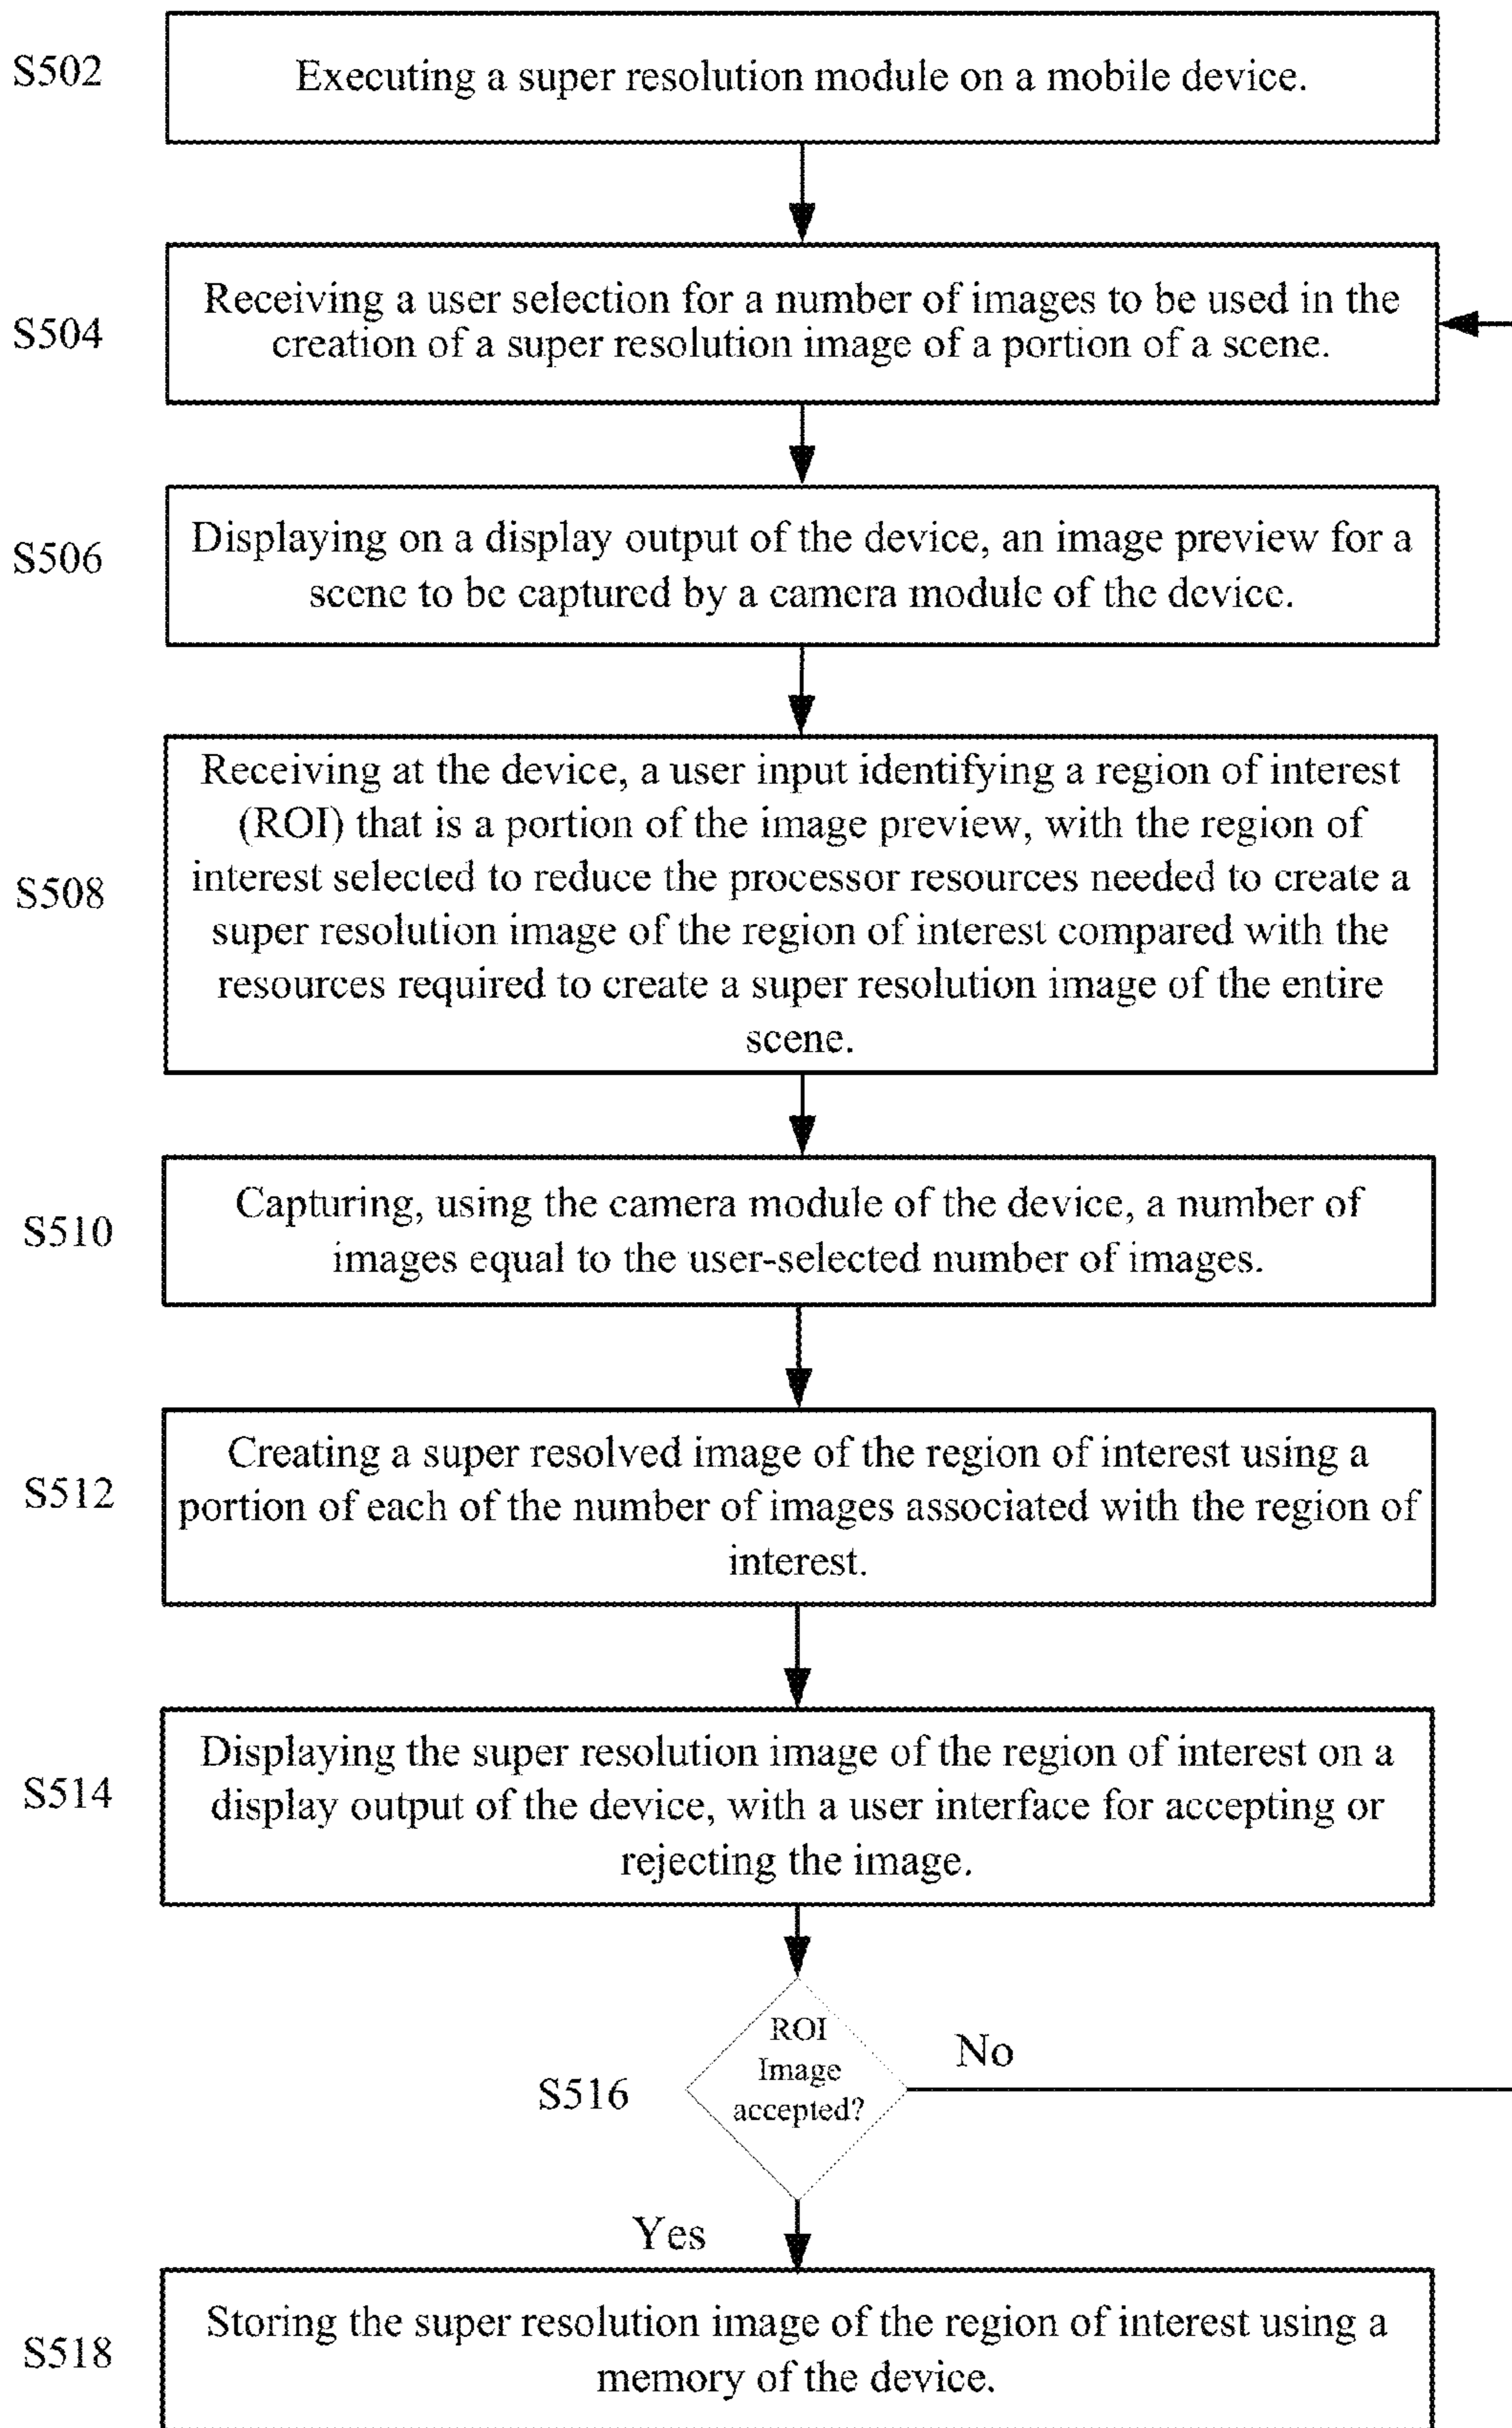 S502
Executing a super resolution module on a mobile device.
S504
Receiving a user selection for a number of images to be used in the
creation of a super resolution image of a portion of a scene.
S506
Displaying on a display output of the device, an image preview for a
scene to be captured by a camera module of the device.
S508
Receiving at the device, a user input identifying a region of interest
(ROI) that is a portion of the image preview, with the region of
interest selected to reduce the processor resources needed to create a
super resolution image of the region of interest compared with the
resources required to create a super resolution image of the entire
scene.
S510
Capturing, using the camera module of the device, a number of
images equal to the user-selected number of images.
S512
Creating a super resolved image of the region of interest using a
portion of each of the number of images associated with the region of
interest.
S514
Displaying the super resolution image of the region of interest on a
display output of the device, with a user interface for accepting or
rejecting the image.
S516
ROI
Image
accepted?
No
Yes
S518
Storing the super resolution image of the region of interest using a
memory of the device.